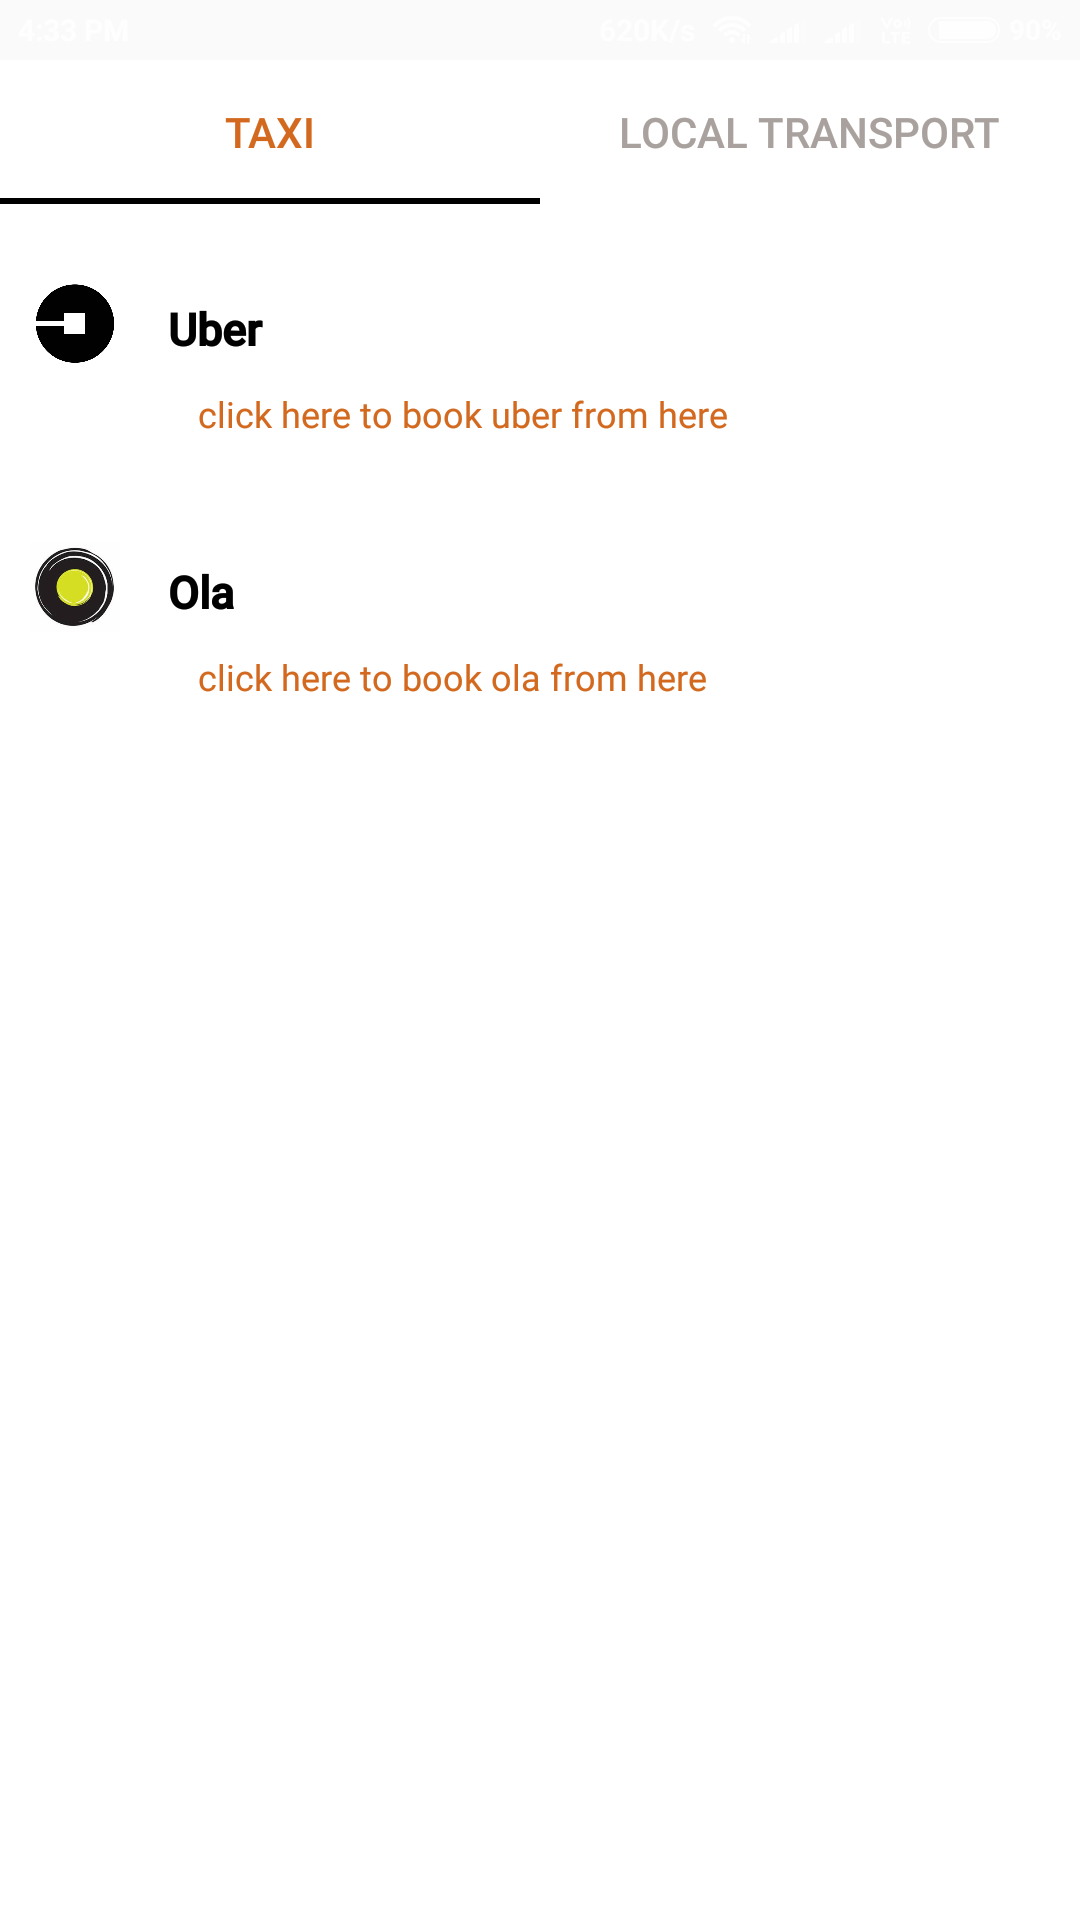 4:33 PM 620K/s VoLTE 90%
TAXI LOCAL TRANSPORT
Uber
click here to book uber from here
Ola
click here to book ola from here